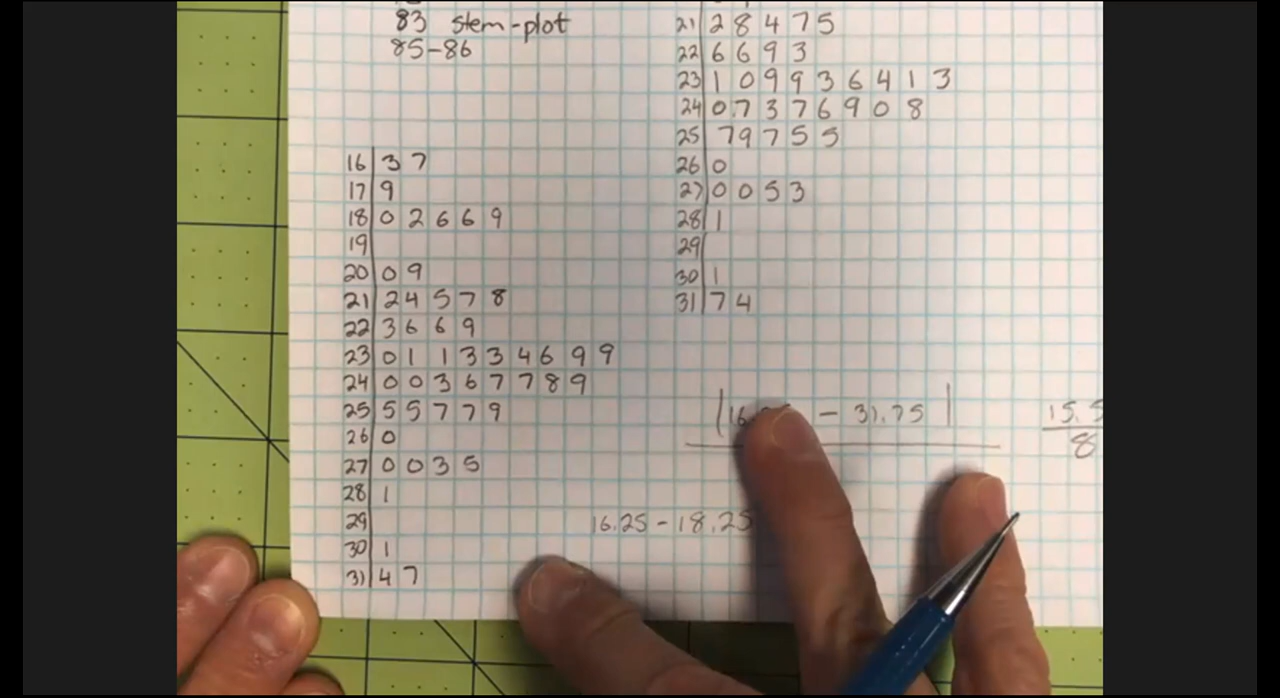 83 stem-plot
85-86
16 | 3 7
17 | 9
18 | 0 2 6 6 9
19 |
20 | 0 9
21 | 2 4 5 7 8
22 | 3 6 6 9
23 | 0 1 1 3 3 4 6 9 9
24 | 0 0 3 6 7 7 8 9
25 | 5 5 7 7 9
26 | 0
27 | 0 0 3 5
28 | 1
29 |
30 | 1
31 | 4 7
21 | 2 8 4 7 5
22 | 6 6 9 3
23 | 1 0 9 9 3 6 4 1 3
24 | 0.7 3 7 6 9 0 8
25 | 7 9 7 5 5
26 | 0
27 | 0 0 5 3
28 | 1
29 |
30 | 1
31 | 7 4
|16. - 31.75|
15.5
8
16.25 - 18.25